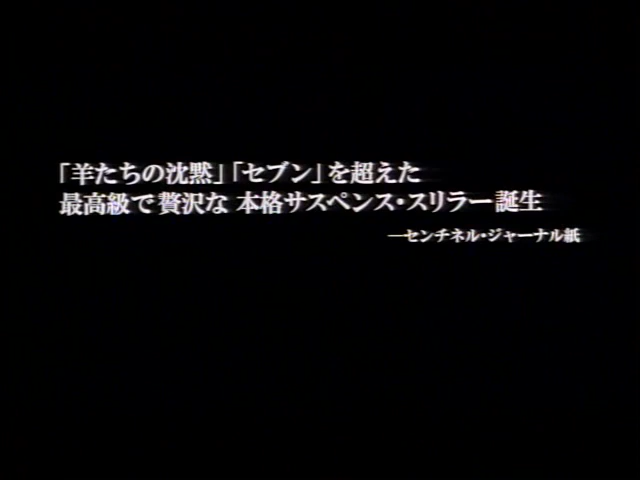 「羊たちの沈黙」「セブン」を超えた
最高級で贅沢な 本格サスペンス・スリラー誕生
―センチネル・ジャーナル紙